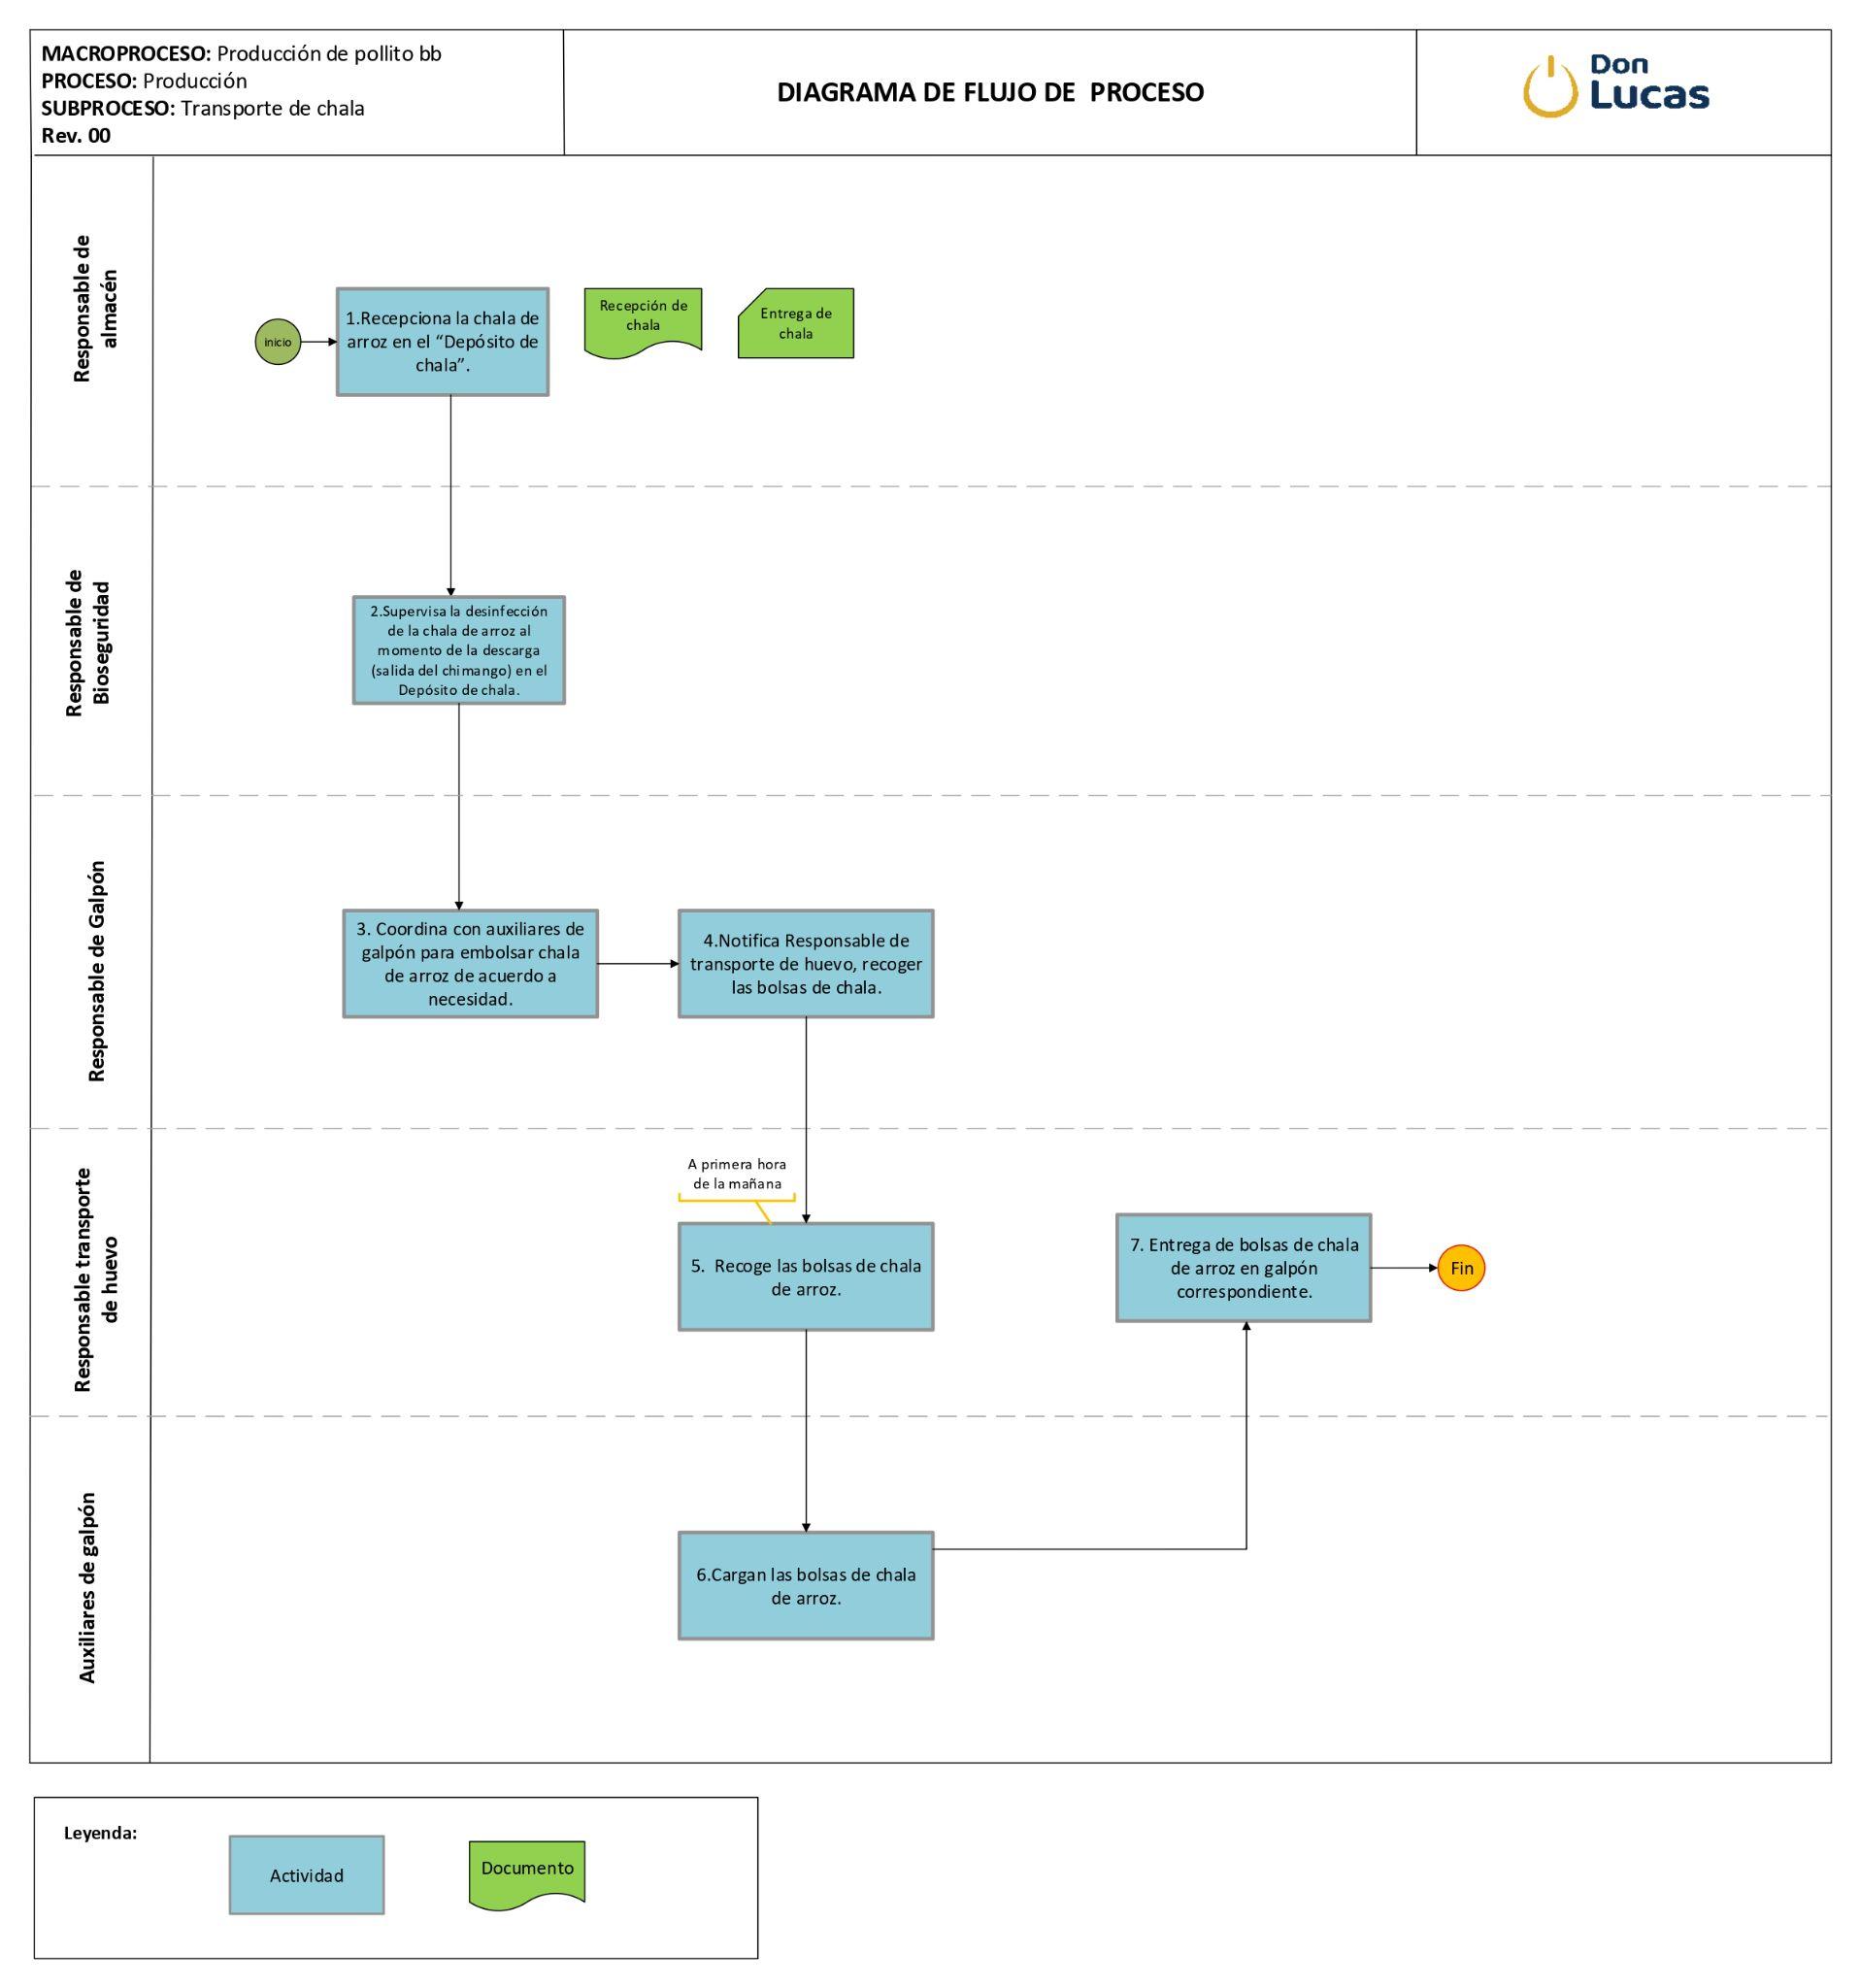 MACROPROCESO: Producción de pollito bb
PROCESO: Producción
SUBPROCESO: Transporte de chala
Rev. 00
DIAGRAMA DE FLUJO DE  PROCESO
Don
Lucas
Responsable de
almacén
inicio
1.Recepciona la chala de
arroz en el “Depósito de
chala”.
Recepción de
chala
Entrega de
chala
Responsable de
Bioseguridad
2.Supervisa la desinfección
de la chala de arroz al
momento de la descarga
(salida del chimango) en el
Depósito de chala.
Responsable de Galpón
3. Coordina con auxiliares de
galpón para embolsar chala
de arroz de acuerdo a
necesidad.
4.Notifica Responsable de
transporte de huevo, recoger
las bolsas de chala.
Responsable transporte
de huevo
A primera hora
de la mañana
5.  Recoge las bolsas de chala
de arroz.
7. Entrega de bolsas de chala
de arroz en galpón
correspondiente.
Fin
Auxiliares de galpón
6.Cargan las bolsas de chala
de arroz.
Leyenda:
Actividad
Documento